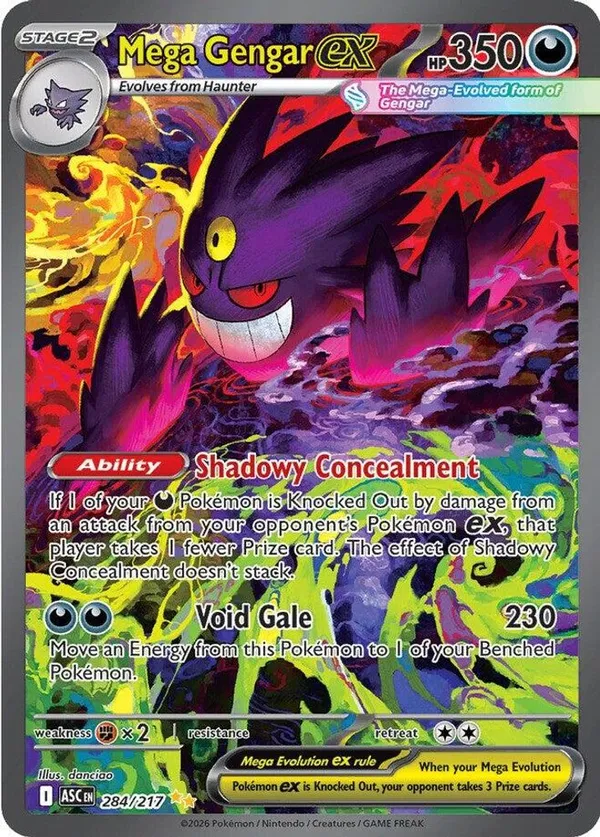 STAGE2
Mega Gengar ex HP350
Evolves from Haunter
The Mega-Evolved form of
Gengar
Ability Shadowy Concealment
If 1 of your Pokémon is Knocked Out by damage from
an attack from your opponent's Pokémon ex, that
player takes 1 fewer Prize card. The effect of Shadowy
Concealment doesn't stack.
Void Gale 230
Move an Energy from this Pokémon to 1 of your Benched
Pokémon.
weakness ×2 resistance retreat
Illus. danciao
Mega Evolution ex rule When your Mega Evolution
Pokémon ex is Knocked Out, your opponent takes 3 Prize cards.
I ASC EN 284/217
©2026 Pokémon / Nintendo / Creatures / GAME FREAK